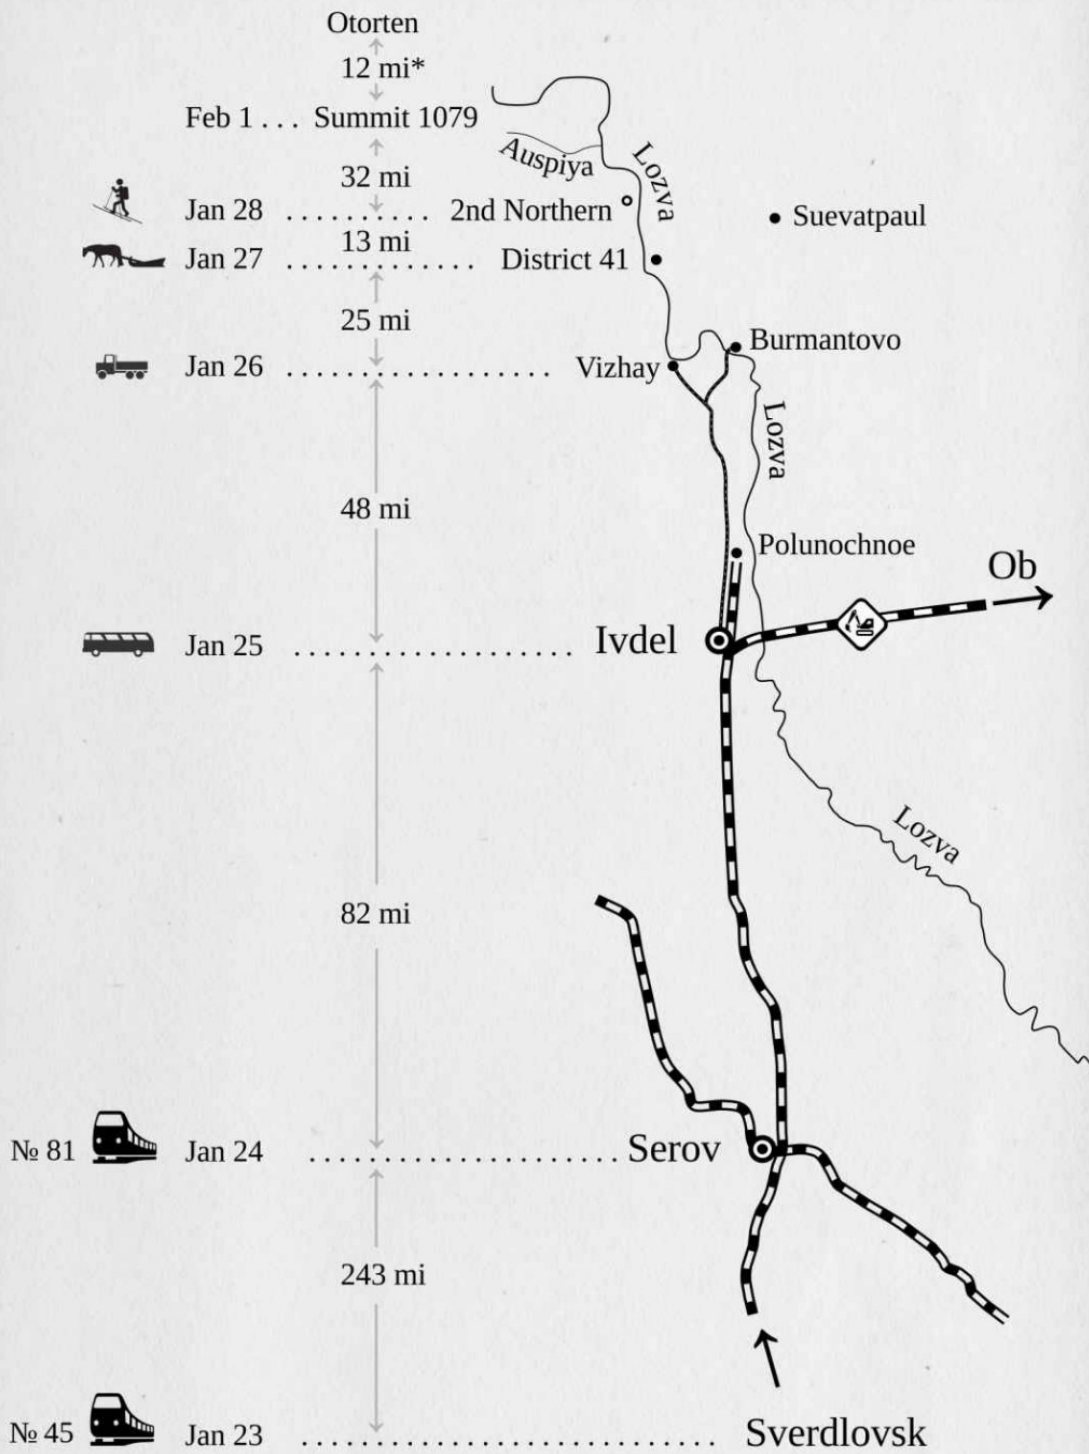 Otorten
12 mi*
Feb 1 . . . Summit 1079
Auspiya
Lozva
32 mi
Jan 28 . . . . . . . . . . 2nd Northern
Suevatpaul
13 mi
Jan 27 . . . . . . . . . . . . . District 41
25 mi
Burmantovo
Jan 26 . . . . . . . . . . . . . . . . . . Vizhay
Lozva
48 mi
Polunochnoe
Ob
Jan 25 . . . . . . . . . . . . . . . . . . . Ivdel
Lozva
82 mi
№ 81 Jan 24 . . . . . . . . . . . . . . . . . . . . . Serov
243 mi
№ 45 Jan 23 . . . . . . . . . . . . . . . . . . . . . . . . . . . . Sverdlovsk